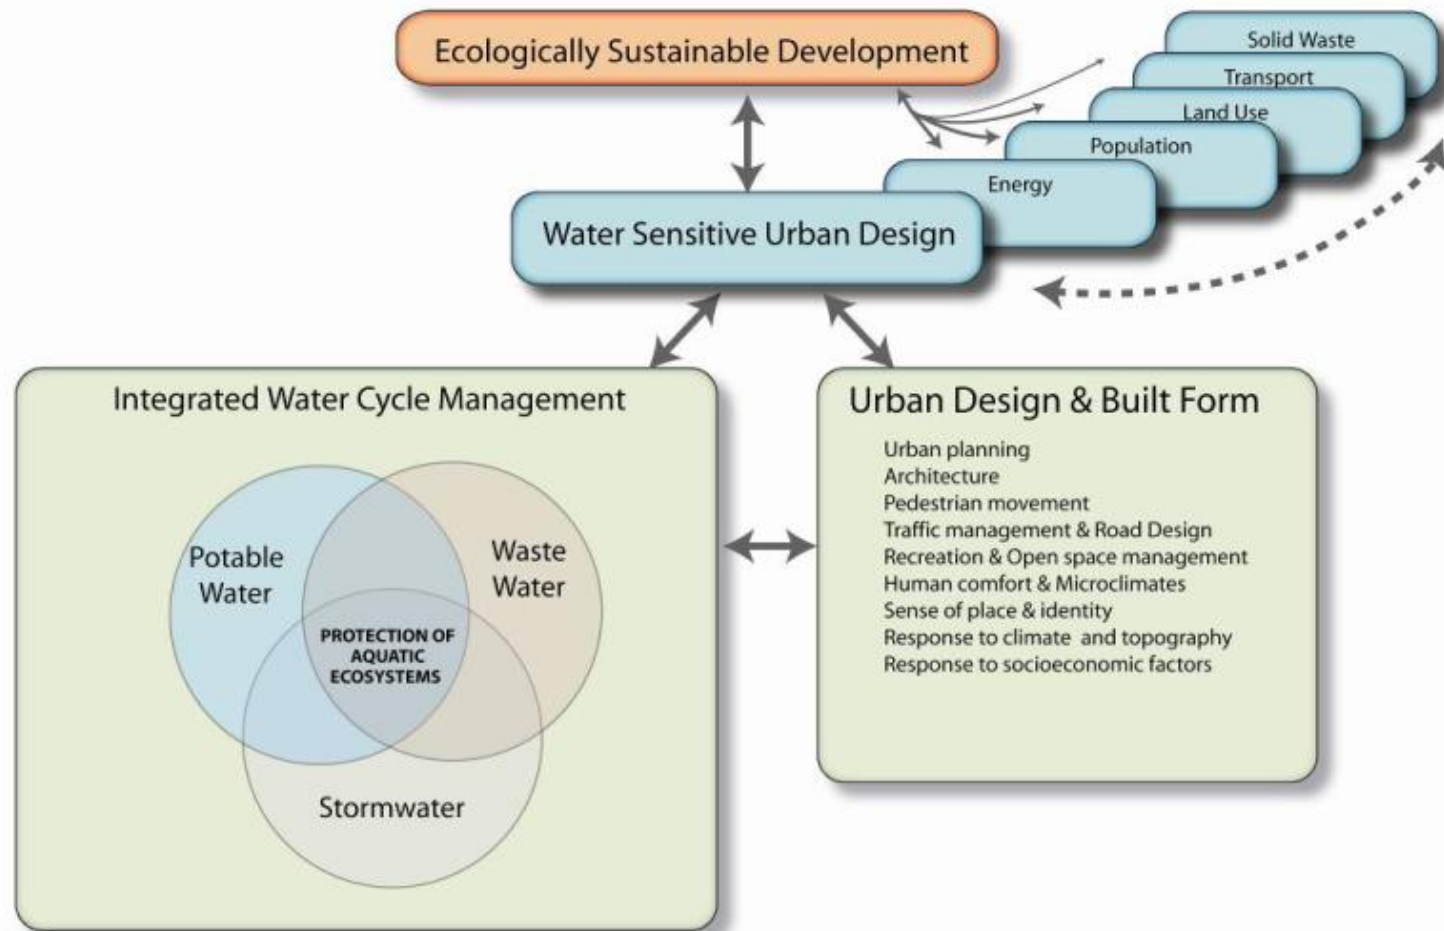 Ecologically Sustainable Development
Solid Waste
Transport
Land Use
Population
Energy
Water Sensitive Urban Design
Integrated Water Cycle Management
Potable
Water
Waste
Water
PROTECTION OF
AQUATIC
ECOSYSTEMS
Stormwater
Urban Design & Built Form
Urban planning
Architecture
Pedestrian movement
Traffic management & Road Design
Recreation & Open space management
Human comfort & Microclimates
Sense of place & identity
Response to climate and topography
Response to socioeconomic factors